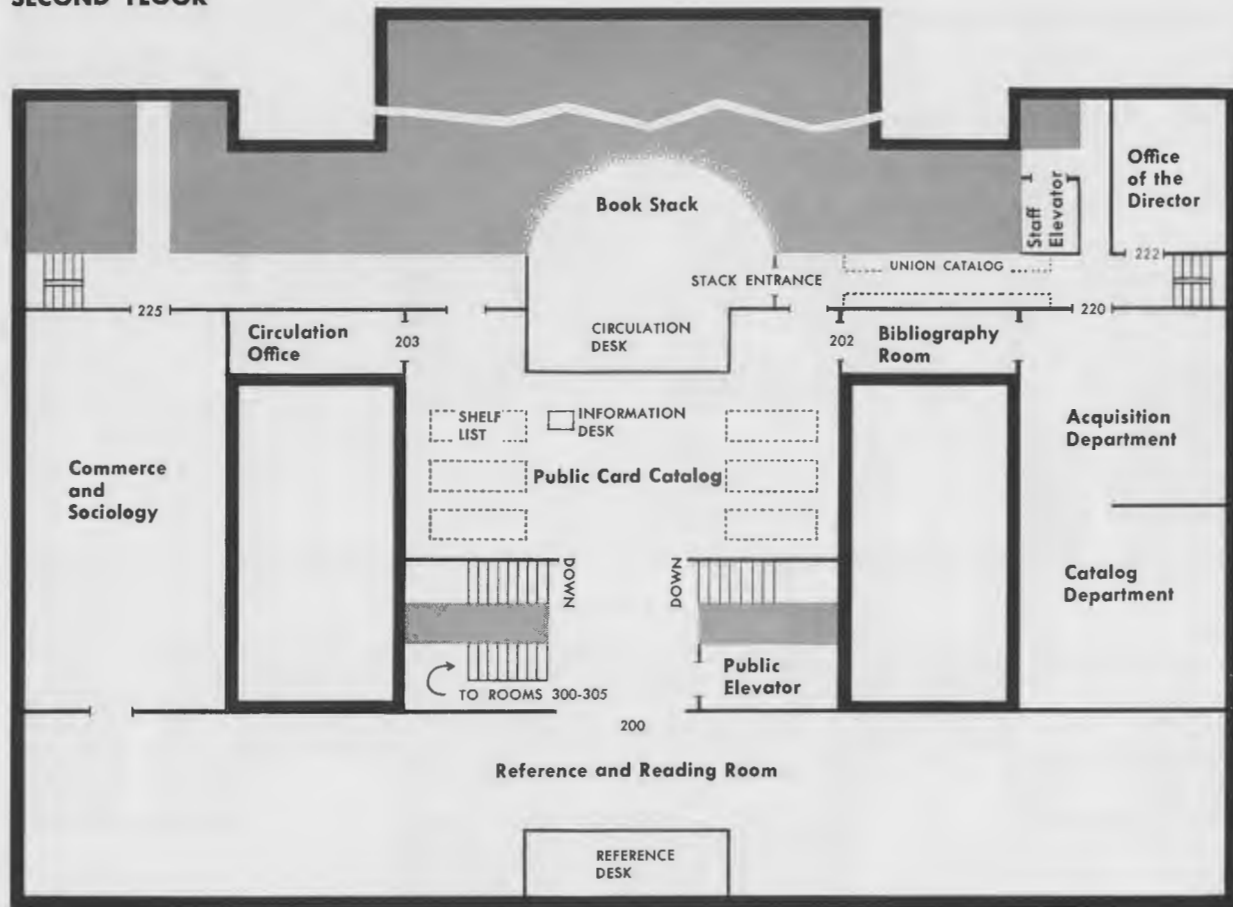 SECOND FLOOR
Office
of the
Director
Book Stack
Staff
Elevator
222
UNION CATALOG
STACK ENTRANCE
225
220
Circulation
Office
203
CIRCULATION
DESK
202
Bibliography
Room
SHELF
LIST
INFORMATION
DESK
Acquisition
Department
Commerce
and
Sociology
Public Card Catalog
DOWN
DOWN
Catalog
Department
Public
Elevator
TO ROOMS 300-305
200
Reference and Reading Room
REFERENCE
DESK